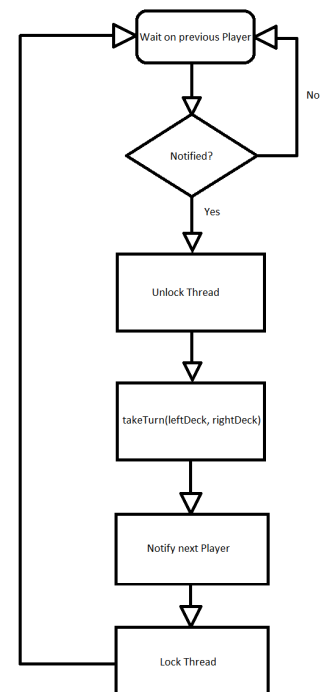 Wait on previous Player
No
Notified?
Yes
Unlock Thread
takeTurn(leftDeck, rightDeck)
Notify next Player
Lock Thread